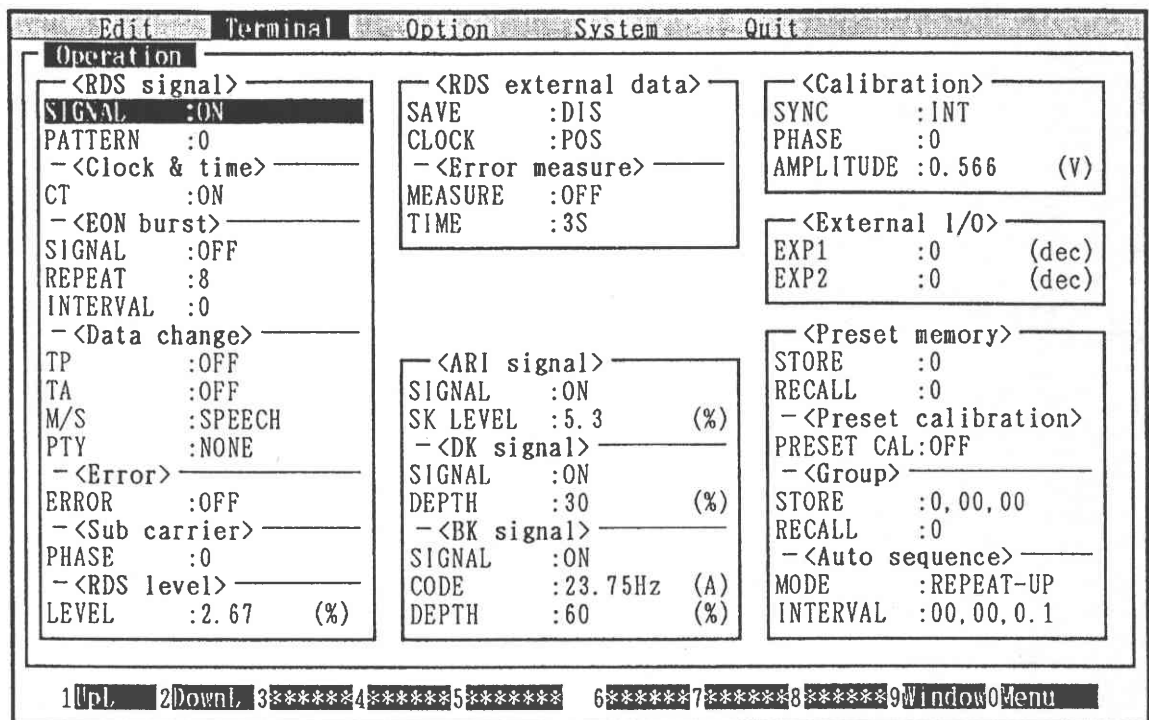 Edit Terminal Option System Quit
Operation
<RDS signal>
SIGNAL :ON
PATTERN :0
<Clock & time>
CT :ON
<EON burst>
SIGNAL :OFF
REPEAT :8
INTERVAL :0
<Data change>
TP :OFF
TA :OFF
M/S :SPEECH
PTY :NONE
<Error>
ERROR :OFF
<Sub carrier>
PHASE :0
<RDS level>
LEVEL :2.67 (%)
<RDS external data>
SAVE :DIS
CLOCK :POS
<Error measure>
MEASURE :OFF
TIME :3S
<ARI signal>
SIGNAL :ON
SK LEVEL :5.3 (%)
<DK signal>
SIGNAL :ON
DEPTH :30 (%)
<BK signal>
SIGNAL :ON
CODE :23.75Hz (A)
DEPTH :60 (%)
<Calibration>
SYNC :INT
PHASE :0
AMPLITUDE :0.566 (V)
<External I/O>
EXP1 :0 (dec)
EXP2 :0 (dec)
<Preset memory>
STORE :0
RECALL :0
<Preset calibration>
PRESET CAL:OFF
<Group>
STORE :0,00,00
RECALL :0
<Auto sequence>
MODE :REPEAT-UP
INTERVAL :00,00,0.1
1UpL 2DownL 3******4******5******* 6******7******8******9Window0Menu